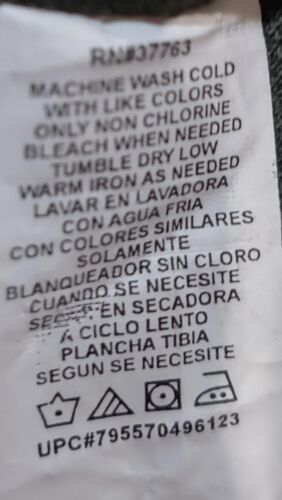 RN#37763
MACHINE WASH COLD
WITH LIKE COLORS
ONLY NON CHLORINE
BLEACH WHEN NEEDED
TUMBLE DRY LOW
WARM IRON AS NEEDED
LAVAR EN LAVADORA
CON AGUA FRIA
CON COLORES SIMILARES
SOLAMENTE
BLANQUEADOR SIN CLORO
CUANDO SE NECESITE
EN SECADORA
A CICLO LENTO
PLANCHA TIBIA
SEGUN SE NECESITE
UPC#795570496123